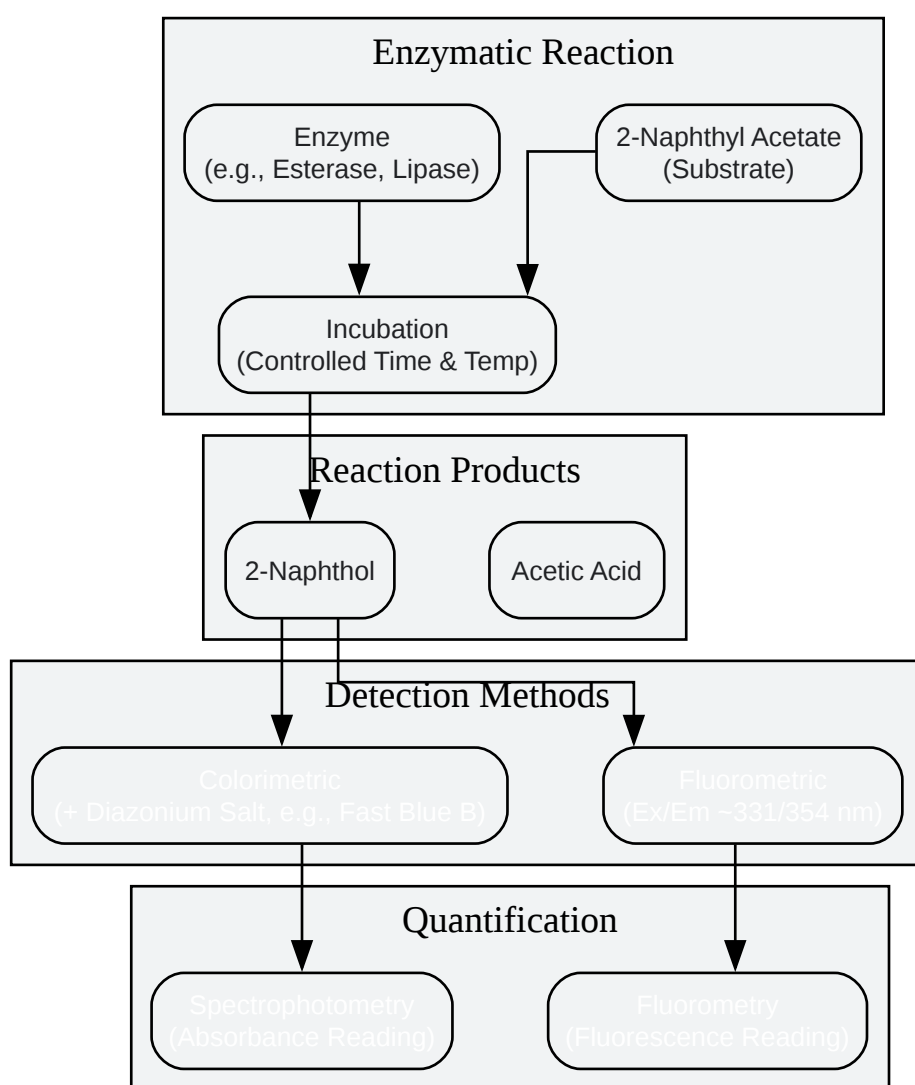 Enzymatic Reaction
Enzyme
(e.g., Esterase, Lipase)
2-Naphthyl Acetate
(Substrate)
Incubation
(Controlled Time & Temp)
Reaction Products
2-Naphthol
Acetic Acid
Detection Methods
Colorimetric
(+ Diazonium Salt, e.g., Fast Blue B)
Fluorometric
(Ex/Em ~331/354 nm)
Quantification
Spectrophotometry
(Absorbance Reading)
Fluorometry
(Fluorescence Reading)